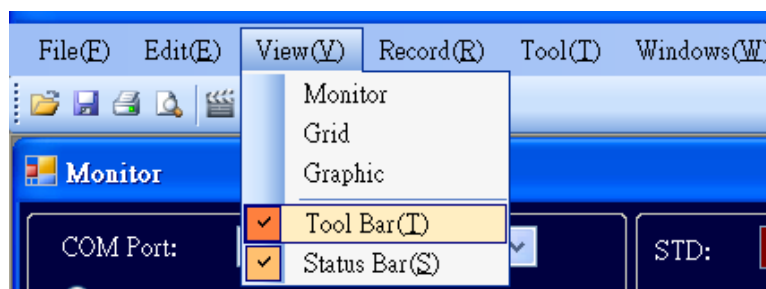 File(F) Edit(E) View(V) Record(R) Tool(T) Windows(W)
Monitor
Grid
Graphic
Monitor
Tool Bar(T)
COM Port: STD:
Status Bar(S)